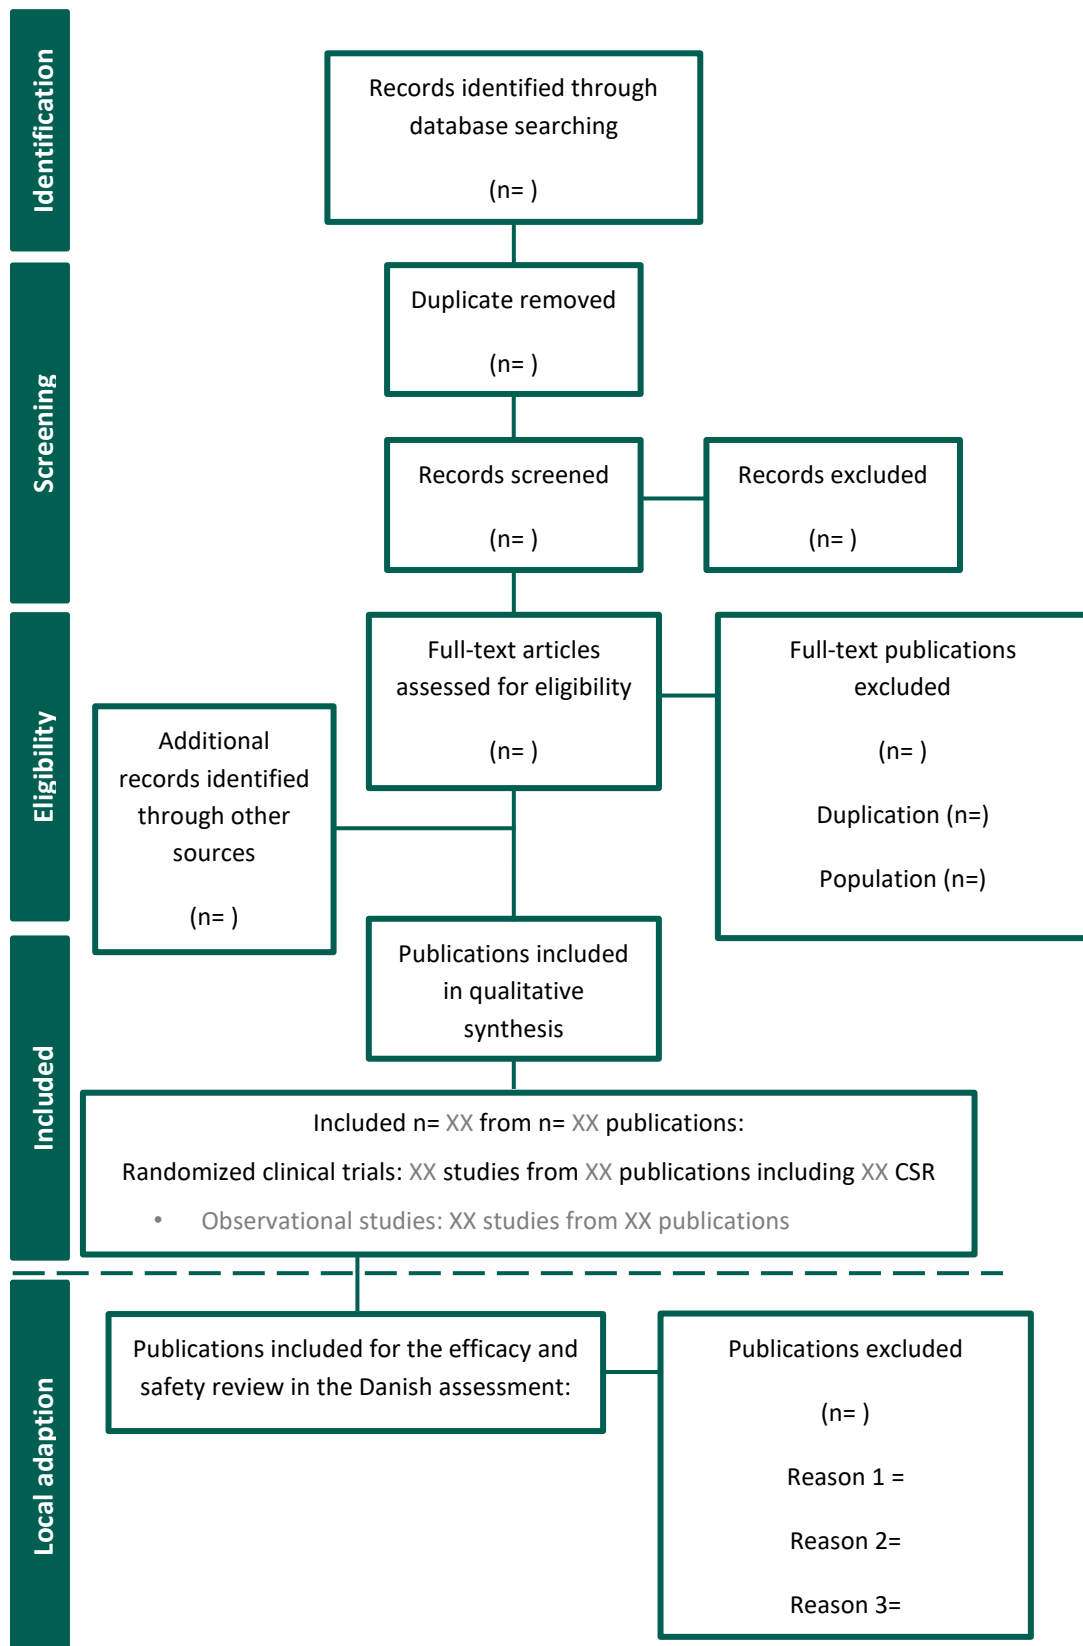 Identification
Records identified through
database searching
(n= )
Screening
Duplicate removed
(n= )
Records screened
(n= )
Records excluded
(n= )
Eligibility
Full-text articles
assessed for eligibility
(n= )
Full-text publications
excluded
(n= )
Duplication (n=)
Population (n=)
Additional
records identified
through other
sources
(n= )
Included
Publications included
in qualitative
synthesis
Included n= XX from n= XX publications:
Randomized clinical trials: XX studies from XX publications including XX CSR
• Observational studies: XX studies from XX publications
Local adaption
Publications included for the efficacy and
safety review in the Danish assessment:
Publications excluded
(n= )
Reason 1 =
Reason 2=
Reason 3=